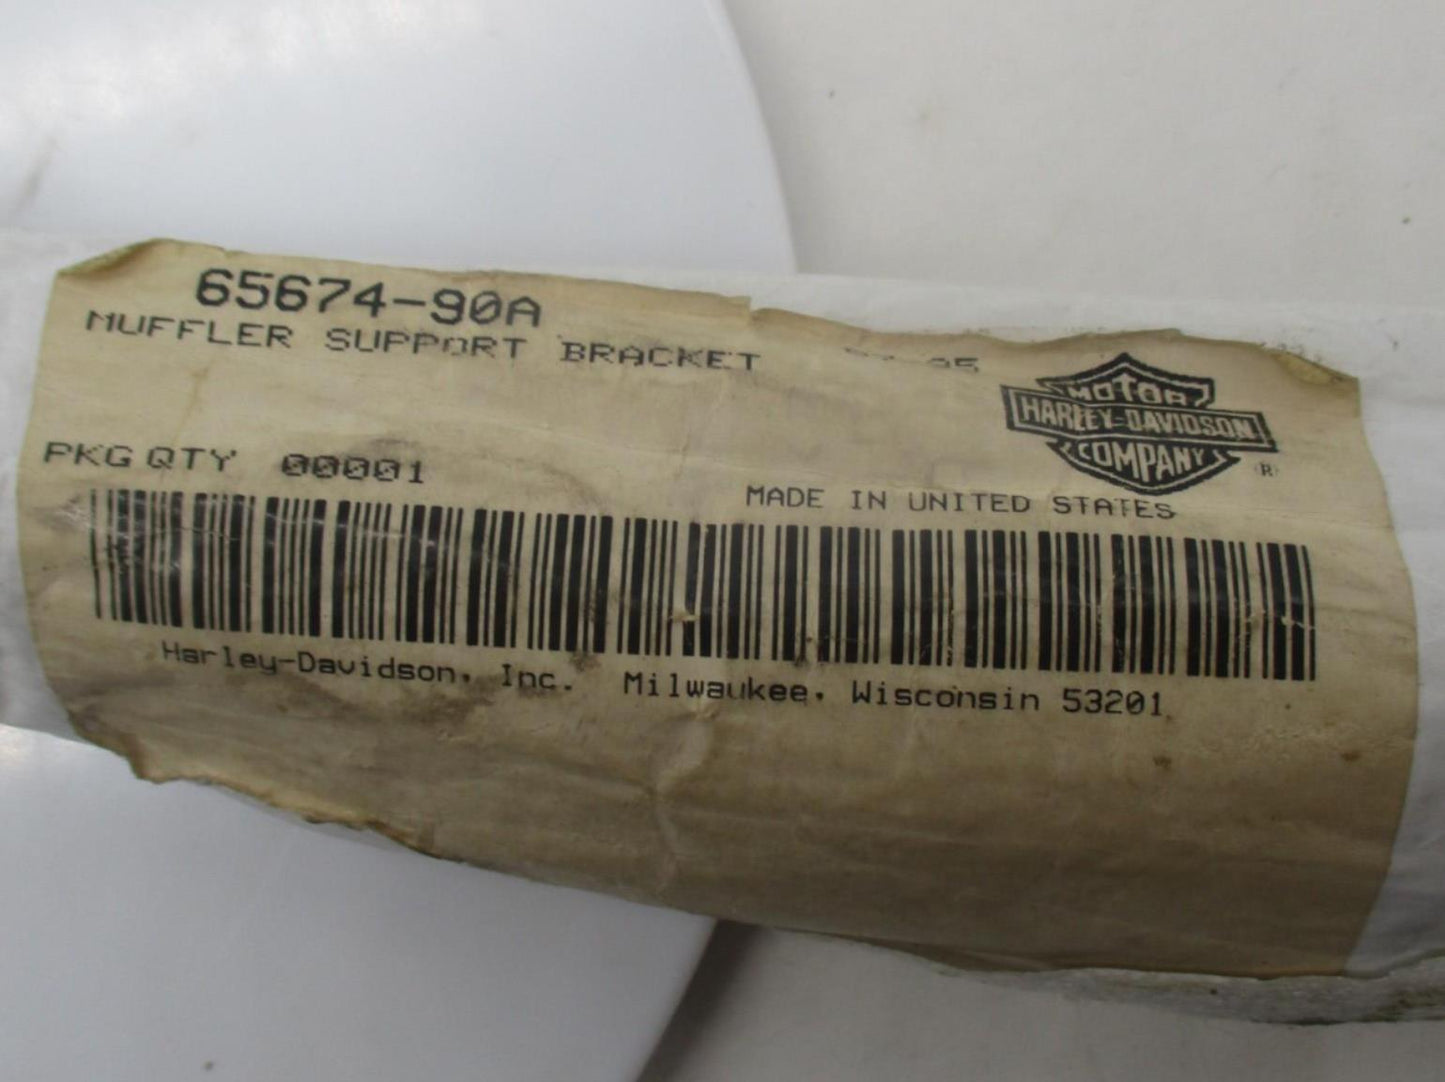 65674-90A
MUFFLER SUPPORT BRACKET
MOTOR
HARLEY-DAVIDSON
COMPANY
®
PKG QTY 00001
MADE IN UNITED STATES
Harley-Davidson, Inc. Milwaukee, Wisconsin 53201